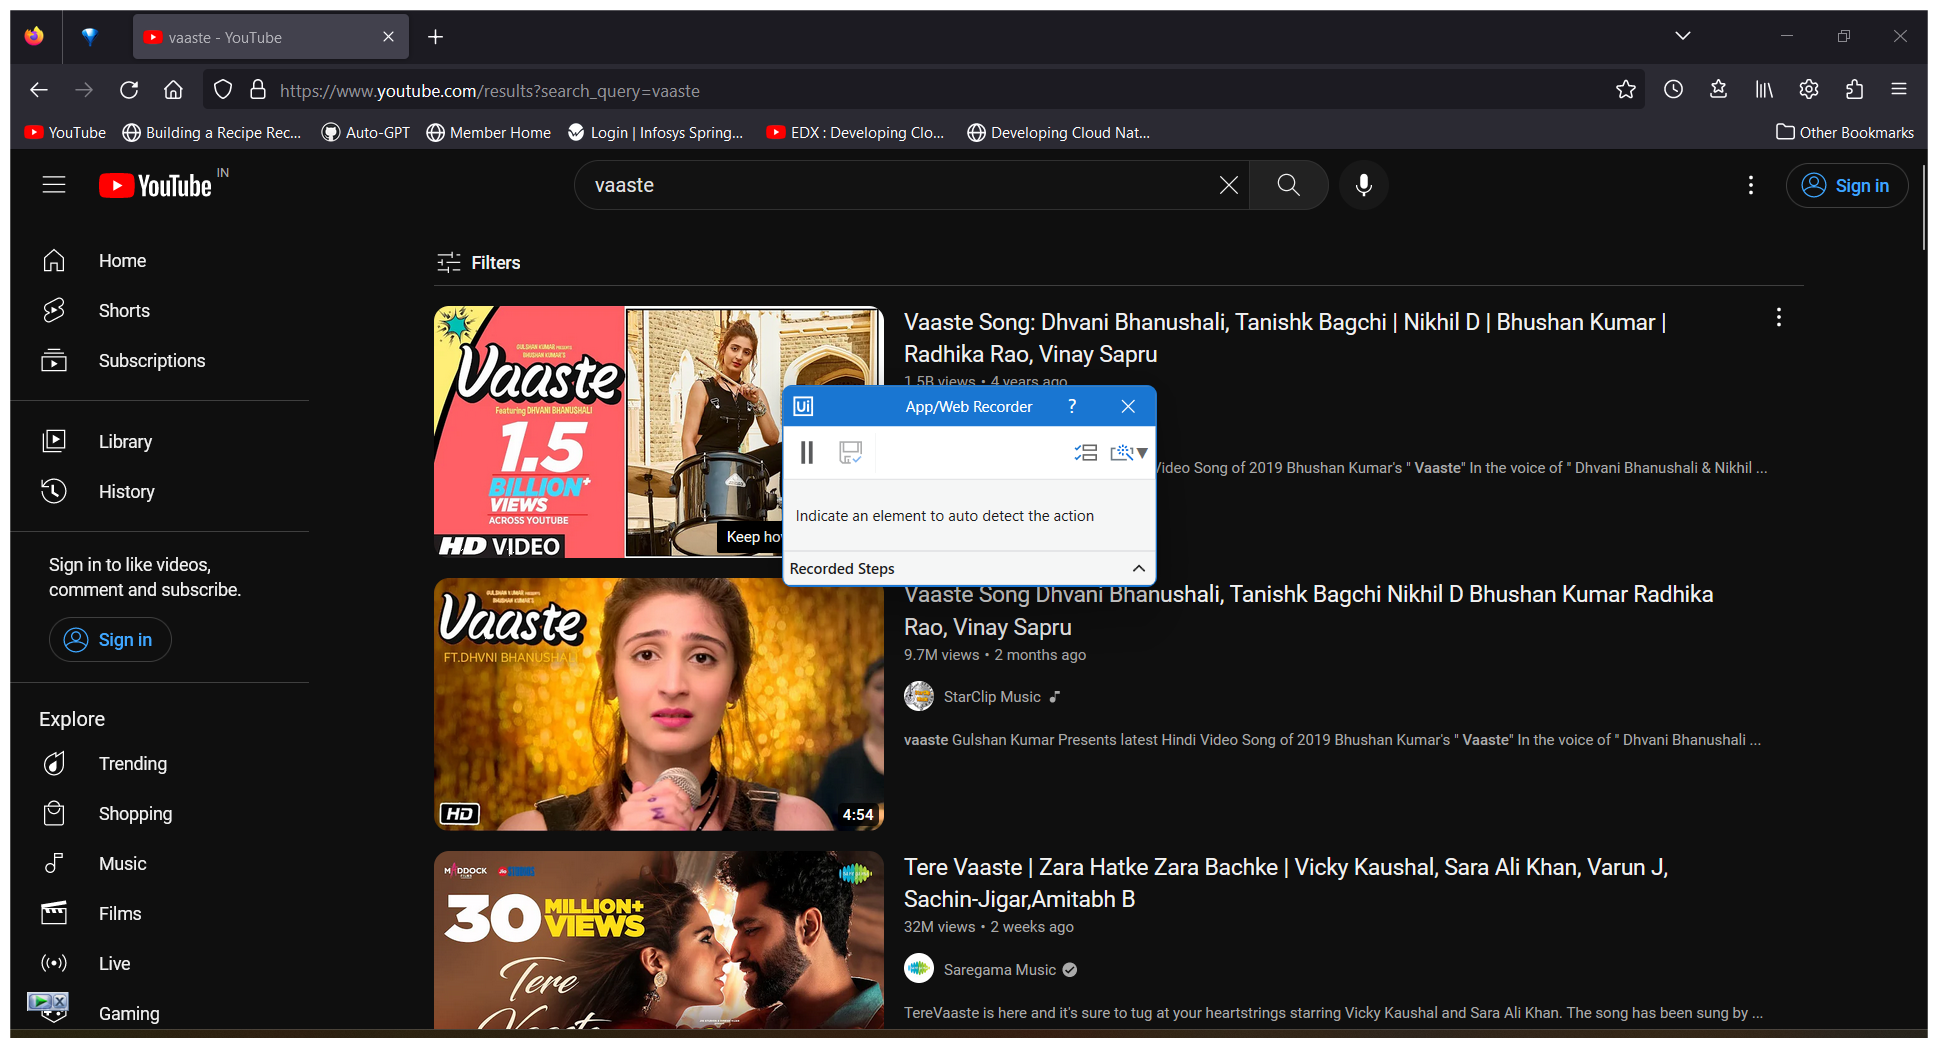 vaaste - YouTube
https://www.youtube.com/results?search_query=vaaste
YouTube
Building a Recipe Rec...
Auto-GPT
Member Home
Login | Infosys Spring...
EDX : Developing Clo...
Developing Cloud Nat...
Other Bookmarks
YouTube IN
vaaste
Sign in
Home
Shorts
Subscriptions
Library
History
Sign in to like videos,
comment and subscribe.
Sign in
Explore
Trending
Shopping
Music
Films
Live
Gaming
Filters
GULSHAN KUMAR PRESENTS
BHUSHAN KUMAR'S
Vaaste
Featuring DHVANI BHANUSHALI
1.5
BILLION+
VIEWS
ACROSS YOUTUBE
HD VIDEO
Keep ho
Vaaste Song: Dhvani Bhanushali, Tanishk Bagchi | Nikhil D | Bhushan Kumar |
Radhika Rao, Vinay Sapru
1.5B views • 4 years ago
Video Song of 2019 Bhushan Kumar's " Vaaste" In the voice of " Dhvani Bhanushali & Nikhil ...
Ui
App/Web Recorder
?
Indicate an element to auto detect the action
Recorded Steps
GULSHAN KUMAR PRESENTS
Vaaste
FT.DHVNI BHANUSHALI
HD
4:54
Vaaste Song Dhvani Bhanushali, Tanishk Bagchi Nikhil D Bhushan Kumar Radhika
Rao, Vinay Sapru
9.7M views • 2 months ago
StarClip Music
vaaste Gulshan Kumar Presents latest Hindi Video Song of 2019 Bhushan Kumar's " Vaaste" In the voice of " Dhvani Bhanushali ...
MADDOCK
30 MILLION+
VIEWS
Tere
Vaaste
Tere Vaaste | Zara Hatke Zara Bachke | Vicky Kaushal, Sara Ali Khan, Varun J,
Sachin-Jigar,Amitabh B
32M views • 2 weeks ago
Saregama Music
TereVaaste is here and it's sure to tug at your heartstrings starring Vicky Kaushal and Sara Ali Khan. The song has been sung by ...